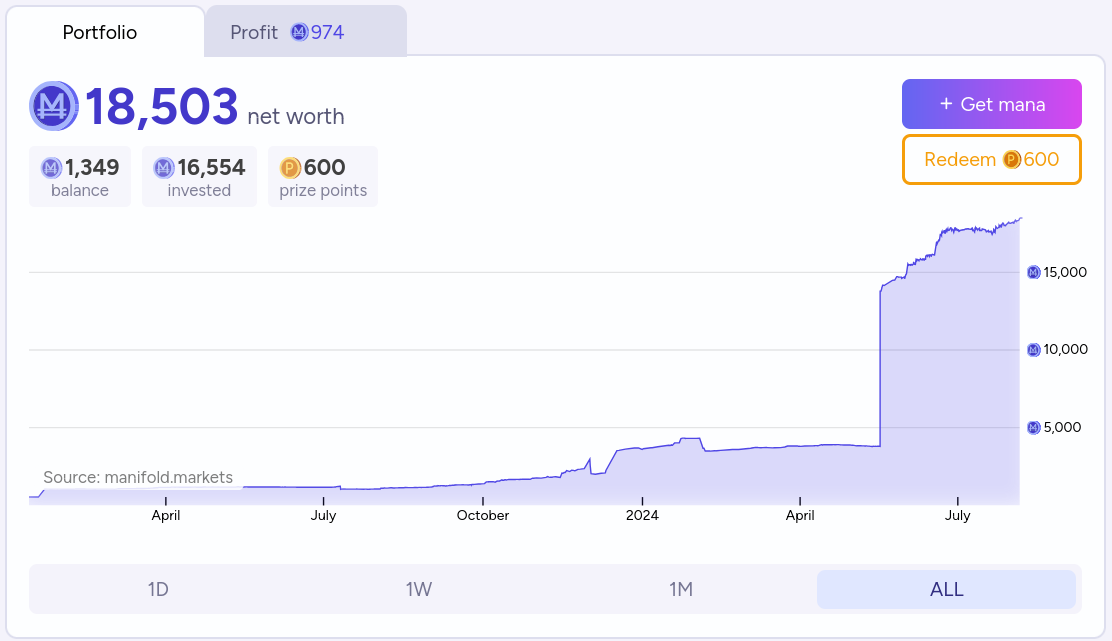 Portfolio
Profit 974
18,503 net worth
+ Get mana
1,349
balance
16,554
invested
P 600
prize points
Redeem P 600
15,000
10,000
5,000
Source: manifold.markets
April July October 2024 April July
1D 1W 1M ALL